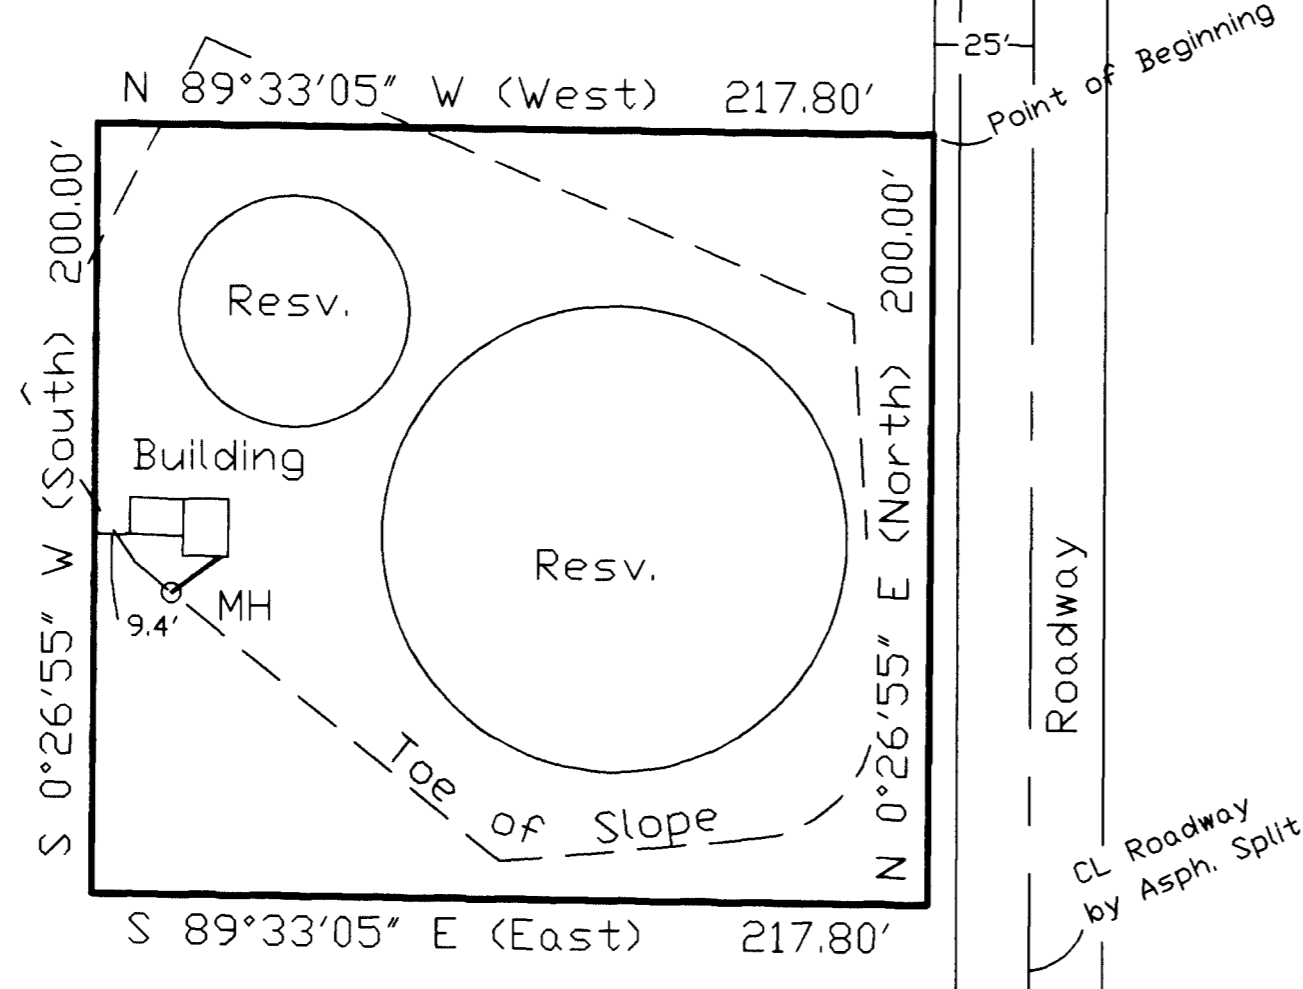 25'
Point of Beginning
N 89°33'05" W (West) 217.80'
S 0°26'55" W (South) 200.00'
N 0°26'55" E (North) 200.00'
Resv.
Building
Resv.
MH
9.4'
Roadway
Toe of Slope
CL Roadway
by Asph. Split
S 89°33'05" E (East) 217.80'